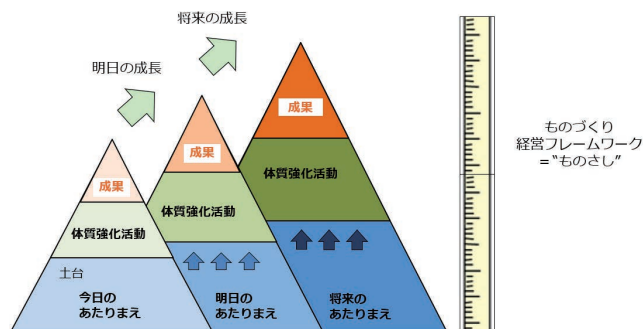 将来の成長
明日の成長
成果
成果
成果
体質強化活動
体質強化活動
体質強化活動
土台
今日の
あたりまえ
明日の
あたりまえ
将来の
あたりまえ
ものづくり
経営フレームワーク
＝“ものさし”